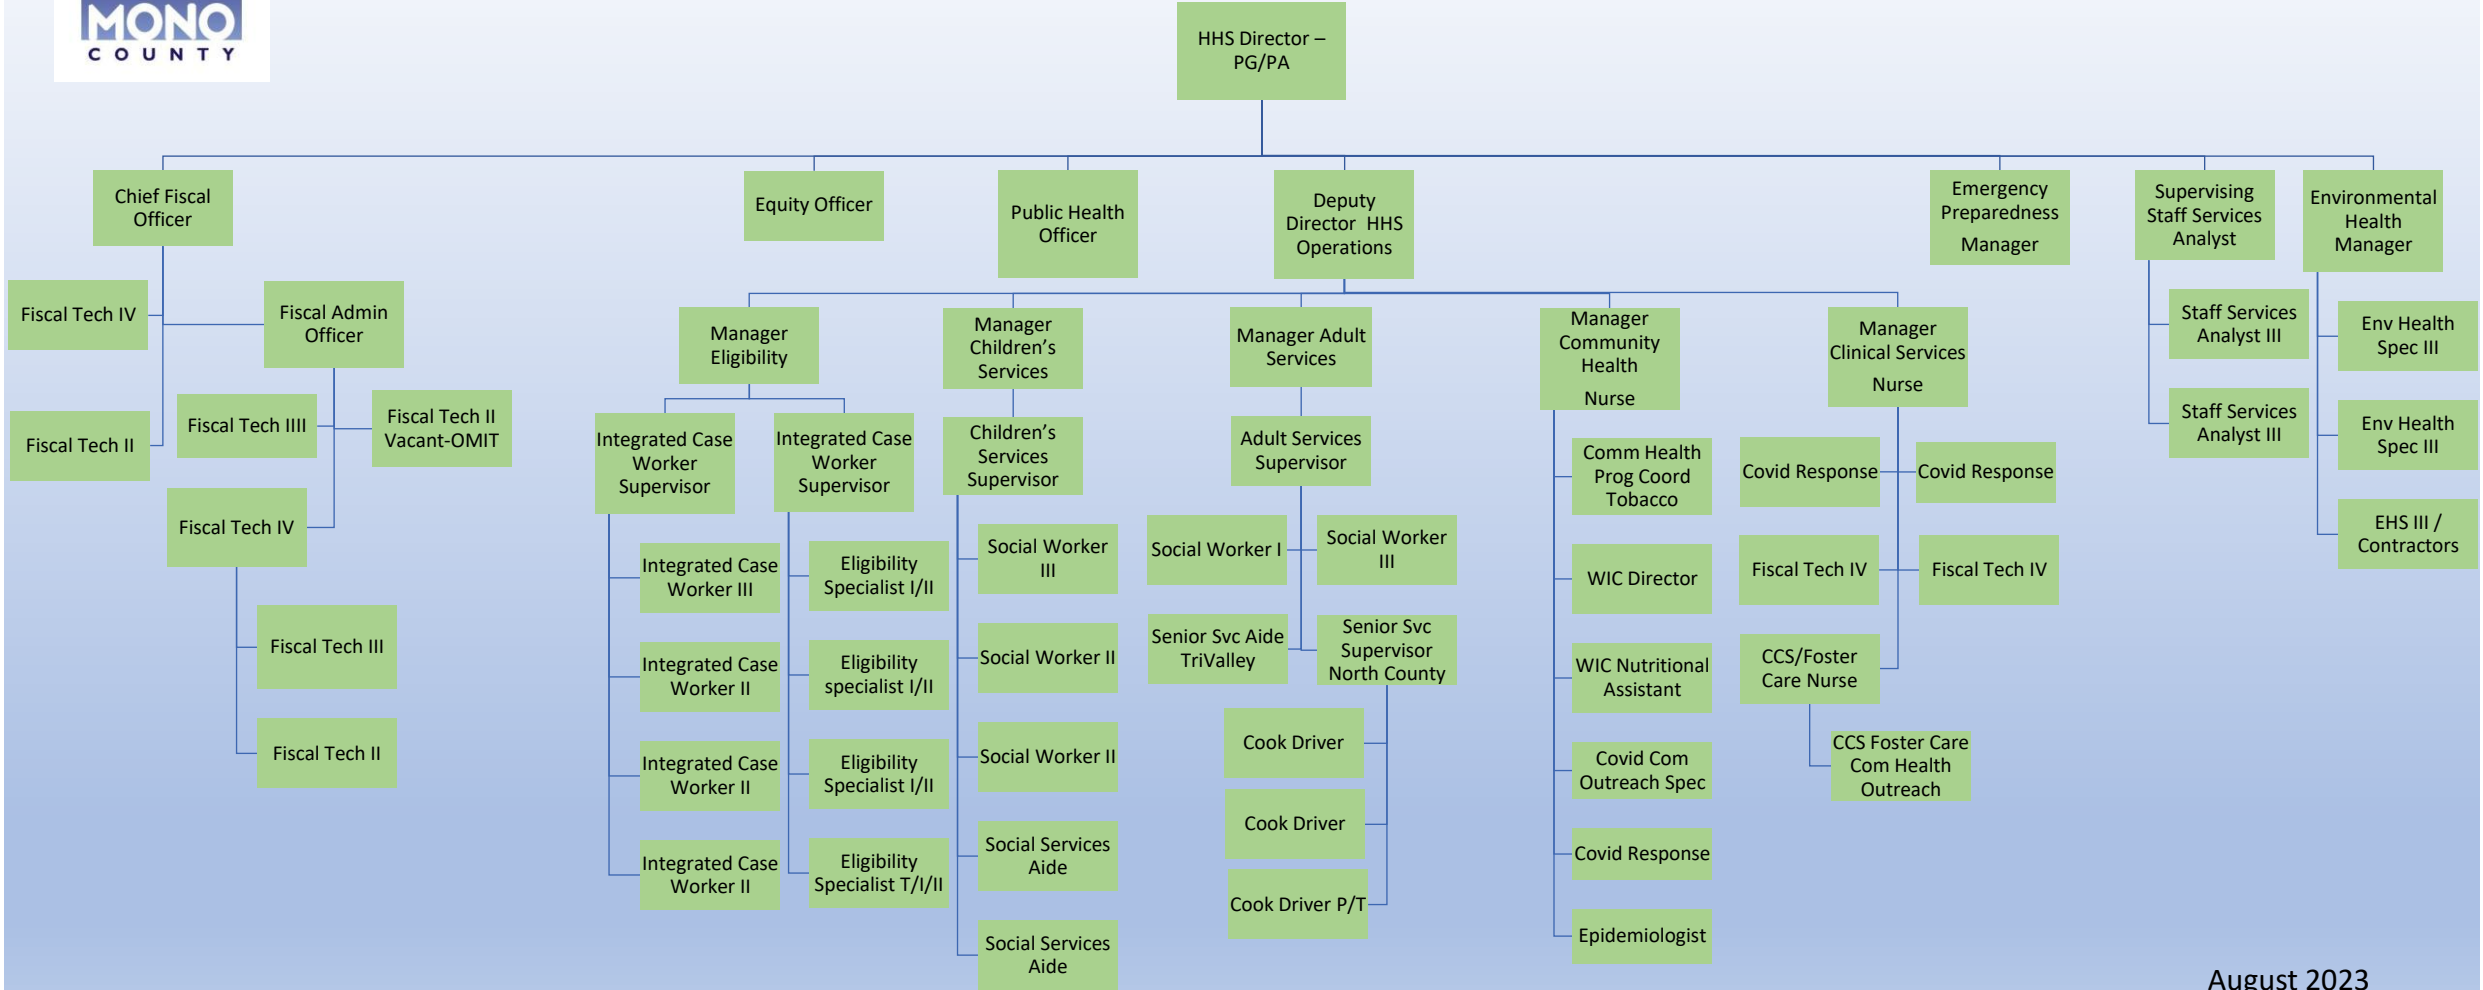 MONO
COUNTY
HHS Director –
PG/PA
Chief Fiscal
Officer
Equity Officer
Public Health
Officer
Deputy
Director  HHS
Operations
Emergency
Preparedness
Manager
Supervising
Staff Services
Analyst
Environmental
Health
Manager
Fiscal Tech IV
Fiscal Admin
Officer
Fiscal Tech II
Fiscal Tech IIII
Fiscal Tech II
Vacant-OMIT
Fiscal Tech IV
Fiscal Tech III
Fiscal Tech II
Manager
Eligibility
Integrated Case
Worker
Supervisor
Integrated Case
Worker III
Integrated Case
Worker II
Integrated Case
Worker II
Integrated Case
Worker II
Integrated Case
Worker
Supervisor
Eligibility
Specialist I/II
Eligibility
specialist I/II
Eligibility
Specialist I/II
Eligibility
Specialist T/I/II
Manager
Children’s
Services
Children’s
Services
Supervisor
Social Worker
III
Social Worker II
Social Worker II
Social Services
Aide
Social Services
Aide
Manager Adult
Services
Adult Services
Supervisor
Social Worker I
Social Worker
III
Senior Svc Aide
TriValley
Senior Svc
Supervisor
North County
Cook Driver
Cook Driver
Cook Driver P/T
Manager
Community
Health
Nurse
Comm Health
Prog Coord
Tobacco
WIC Director
WIC Nutritional
Assistant
Covid Com
Outreach Spec
Covid Response
Epidemiologist
Manager
Clinical Services
Nurse
Covid Response
Covid Response
Fiscal Tech IV
Fiscal Tech IV
CCS/Foster
Care Nurse
CCS Foster Care
Com Health
Outreach
Staff Services
Analyst III
Staff Services
Analyst III
Env Health
Spec III
Env Health
Spec III
EHS III /
Contractors
August 2023